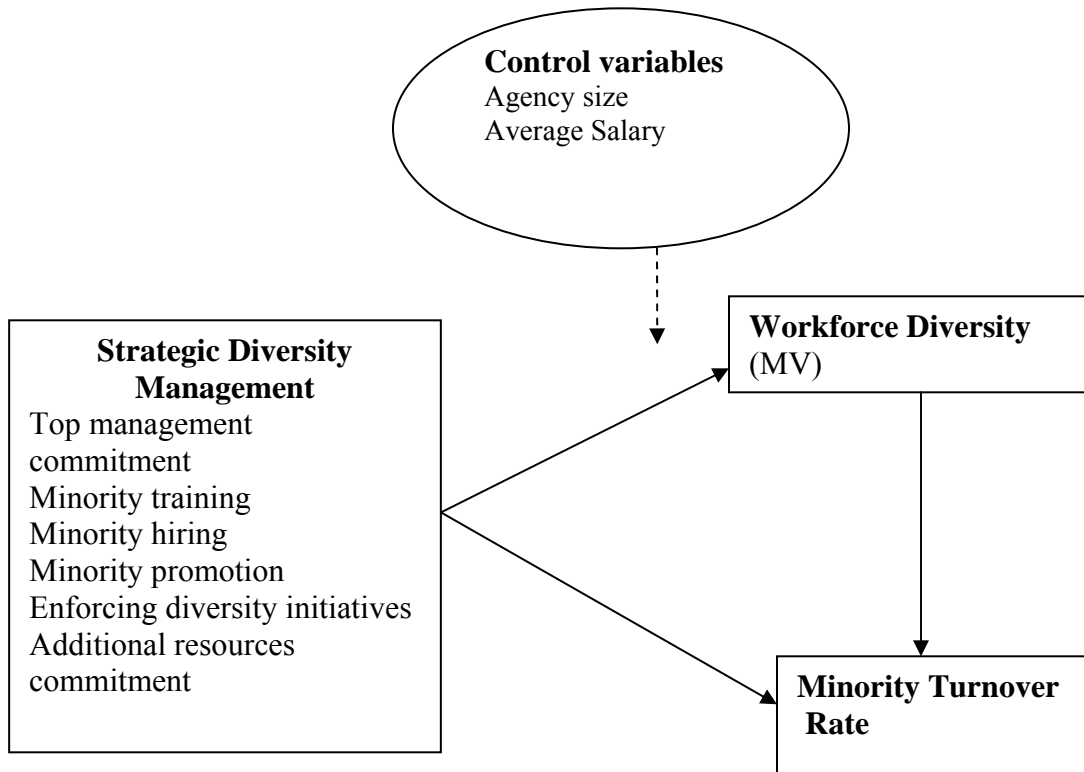 Control variables
Agency size
Average Salary
Workforce Diversity
(MV)
Strategic Diversity
Management
Top management
commitment
Minority training
Minority hiring
Minority promotion
Enforcing diversity initiatives
Additional resources
commitment
Minority Turnover
Rate